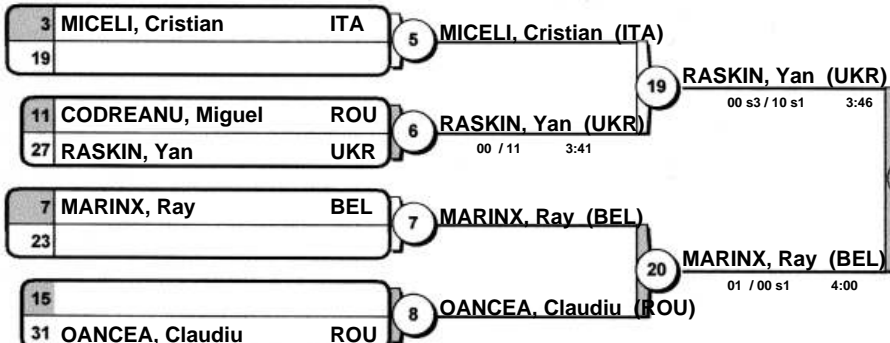 3 MICELI, Cristian ITA
19
5 MICELI, Cristian (ITA)
11 CODREANU, Miguel ROU
27 RASKIN, Yan UKR
6 RASKIN, Yan (UKR)
00 / 11 3:41
19 RASKIN, Yan (UKR)
00 s3 / 10 s1 3:46
7 MARINX, Ray BEL
23
7 MARINX, Ray (BEL)
15
31 OANCEA, Claudiu ROU
8 OANCEA, Claudiu (ROU)
20 MARINX, Ray (BEL)
01 / 00 s1 4:00